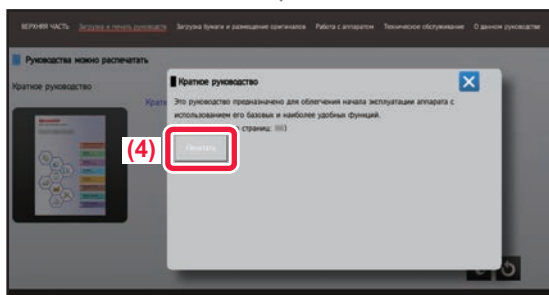 ВЕРХНЯЯ ЧАСТЬ Загрузка и печать руководств Загрузка бумаги и размещение оригиналов Работа с аппаратом Техническое обслуживание О данном руководстве
Руководства можно распечатать
Краткое руководство
Кратк
Краткое руководство
Это руководство предназначено для облегчения начала эксплуатации аппарата с
использованием его базовых и наиболее удобных функций.
страниц:
(4)
Печатать